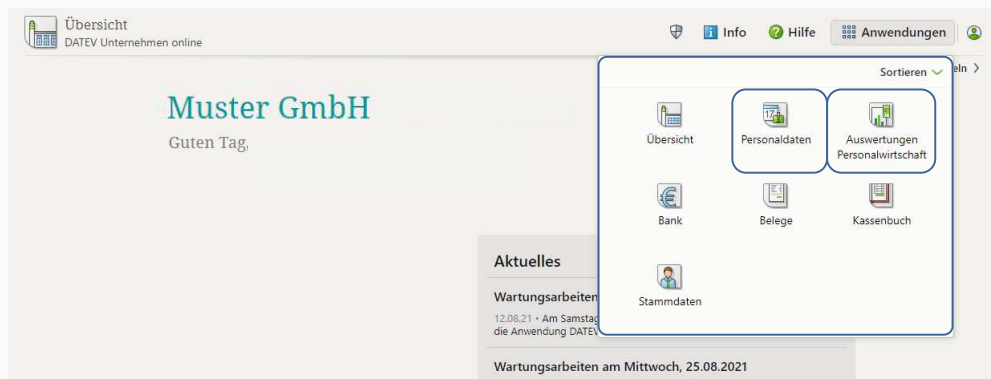 Übersicht
DATEV Unternehmen online
Info
Hilfe
Anwendungen
Sortieren
eln
Muster GmbH
Guten Tag,
Übersicht
Personaldaten
Auswertungen
Personalwirtschaft
Bank
Belege
Kassenbuch
Stammdaten
Aktuelles
Wartungsarbeiten
12.08.21 • Am Samstag
die Anwendung DATEV
Wartungsarbeiten am Mittwoch, 25.08.2021